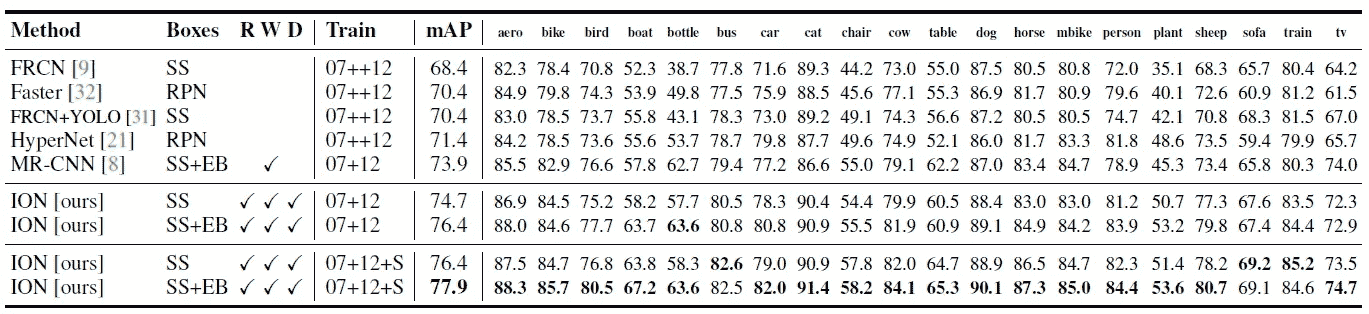 Method Boxes R W D Train mAP aero bike bird boat bottle bus car cat chair cow table dog horse mbike person plant sheep sofa train tv
FRCN [9] SS 07++12 68.4 82.3 78.4 70.8 52.3 38.7 77.8 71.6 89.3 44.2 73.0 55.0 87.5 80.5 80.8 72.0 35.1 68.3 65.7 80.4 64.2
Faster [32] RPN 07++12 70.4 84.9 79.8 74.3 53.9 49.8 77.5 75.9 88.5 45.6 77.1 55.3 86.9 81.7 80.9 79.6 40.1 72.6 60.9 81.2 61.5
FRCN+YOLO [31] SS 07++12 70.4 83.0 78.5 73.7 55.8 43.1 78.3 73.0 89.2 49.1 74.3 56.6 87.2 80.5 80.5 74.7 42.1 70.8 68.3 81.5 67.0
HyperNet [21] RPN 07++12 71.4 84.2 78.5 73.6 55.6 53.7 78.7 79.8 87.7 49.6 74.9 52.1 86.0 81.7 83.3 81.8 48.6 73.5 59.4 79.9 65.7
MR-CNN [8] SS+EB ✓ 07+12 73.9 85.5 82.9 76.6 57.8 62.7 79.4 77.2 86.6 55.0 79.1 62.2 87.0 83.4 84.7 78.9 45.3 73.4 65.8 80.3 74.0
ION [ours] SS ✓ ✓ ✓ 07+12 74.7 86.9 84.5 75.2 58.2 57.7 80.5 78.3 90.4 54.4 79.9 60.5 88.4 83.0 83.0 81.2 50.7 77.3 67.6 83.5 72.3
ION [ours] SS+EB ✓ ✓ ✓ 07+12 76.4 88.0 84.6 77.7 63.7 63.6 80.8 80.8 90.9 55.5 81.9 60.9 89.1 84.9 84.2 83.9 53.2 79.8 67.4 84.4 72.9
ION [ours] SS ✓ ✓ ✓ 07+12+S 76.4 87.5 84.7 76.8 63.8 58.3 82.6 79.0 90.9 57.8 82.0 64.7 88.9 86.5 84.7 82.3 51.4 78.2 69.2 85.2 73.5
ION [ours] SS+EB ✓ ✓ ✓ 07+12+S 77.9 88.3 85.7 80.5 67.2 63.6 82.5 82.0 91.4 58.2 84.1 65.3 90.1 87.3 85.0 84.4 53.6 80.7 69.1 84.6 74.7